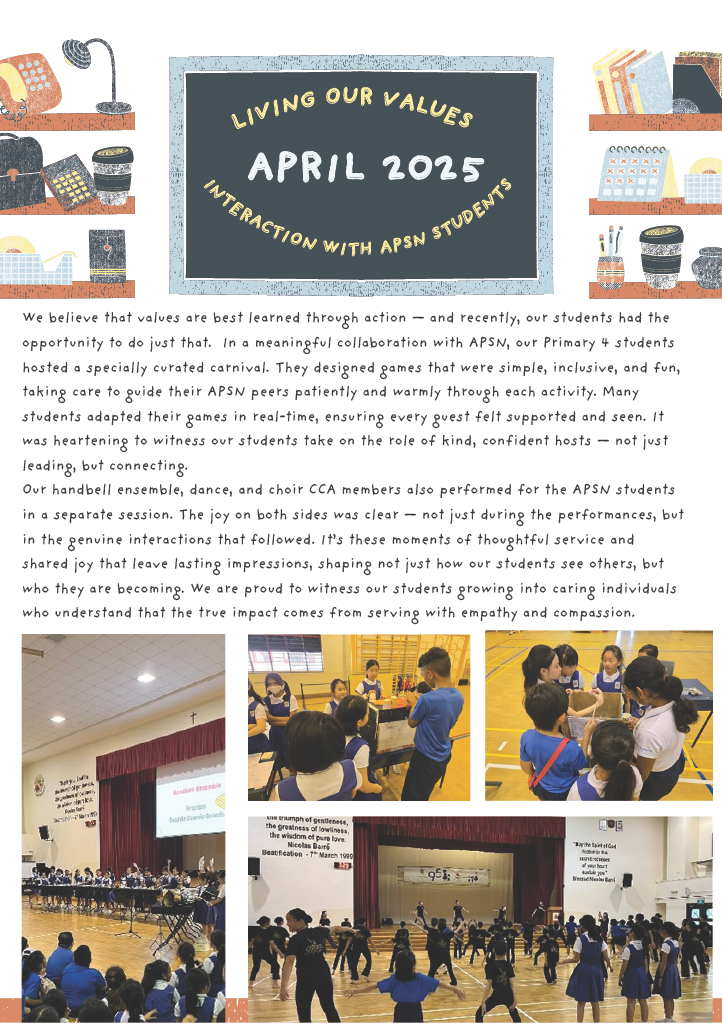 LIVING OUR VALUES
APRIL 2025
INTERACTION WITH APSN STUDENTS
We believe that values are best learned through action — and recently, our students had the
opportunity to do just that. In a meaningful collaboration with APSN, our Primary 4 students
hosted a specially curated carnival. They designed games that were simple, inclusive, and fun,
taking care to guide their APSN peers patiently and warmly through each activity. Many
students adapted their games in real-time, ensuring every guest felt supported and seen. It
was heartening to witness our students take on the role of kind, confident hosts — not just
leading, but connecting.
Our handbell ensemble, dance, and choir CCA members also performed for the APSN students
in a separate session. The joy on both sides was clear — not just during the performances, but
in the genuine interactions that followed. It's these moments of thoughtful service and
shared joy that leave lasting impressions, shaping not just how our students see others, but
who they are becoming. We are proud to witness our students growing into caring individuals
who understand that the true impact comes from serving with empathy and compassion.
Handbell Ensemble
the triumph of gentleness,
the greatness of lowliness,
the wisdom of pure love.
Nicolas Barré
Beatification - 7th March 1999
"May the Spirit of God
of your heart
Blessed Nicolas Barré